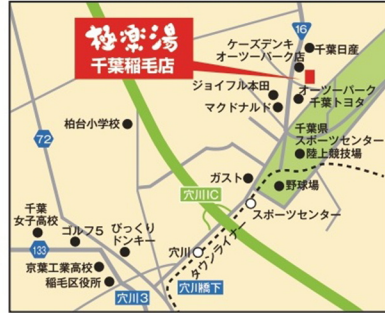 極楽湯
千葉稲毛店
16
ケーズデンキ
オーツーパーク店
千葉日産
ジョイフル本田
マクドナルド
オーツーパーク
千葉トヨタ
柏台小学校
72
千葉県
スポーツセンター
陸上競技場
ガスト
野球場
穴川IC
スポーツセンター
千葉
女子高校
ゴルフ5
びっくり
ドンキー
穴川
タウンライナー
133
京葉工業高校
稲毛区役所
穴川3
穴川橋下